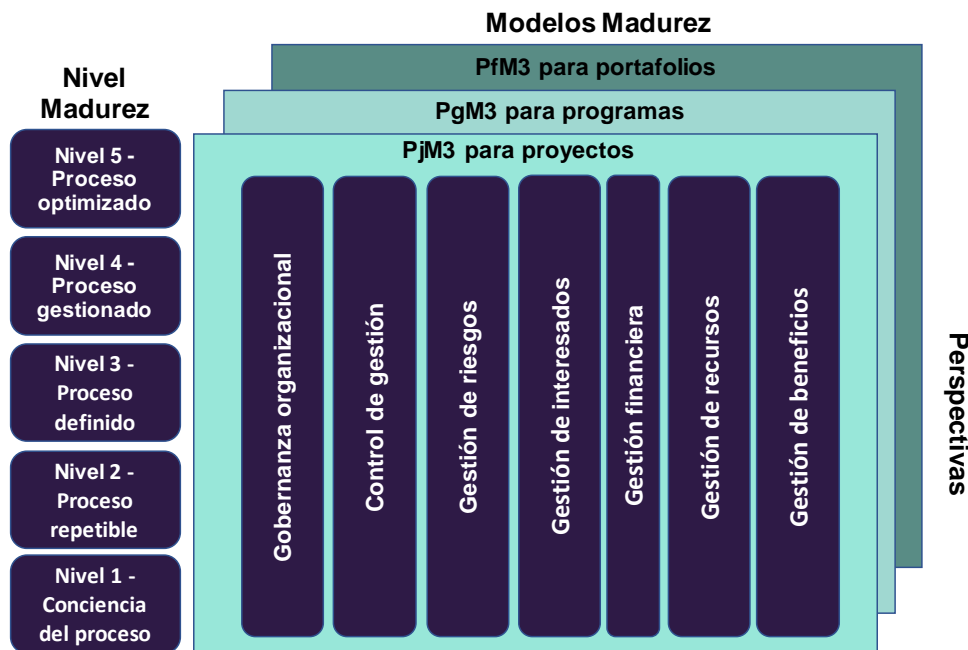 Modelos Madurez
PfM3 para portafolios
PgM3 para programas
PjM3 para proyectos
Nivel
Madurez
Nivel 5 -
Proceso
optimizado
Nivel 4 -
Proceso
gestionado
Nivel 3 -
Proceso
definido
Nivel 2 -
Proceso
repetible
Nivel 1 -
Conciencia
del proceso
Gobernanza organizacional
Control de gestión
Gestión de riesgos
Gestión de interesados
Gestión financiera
Gestión de recursos
Gestión de beneficios
Perspectivas